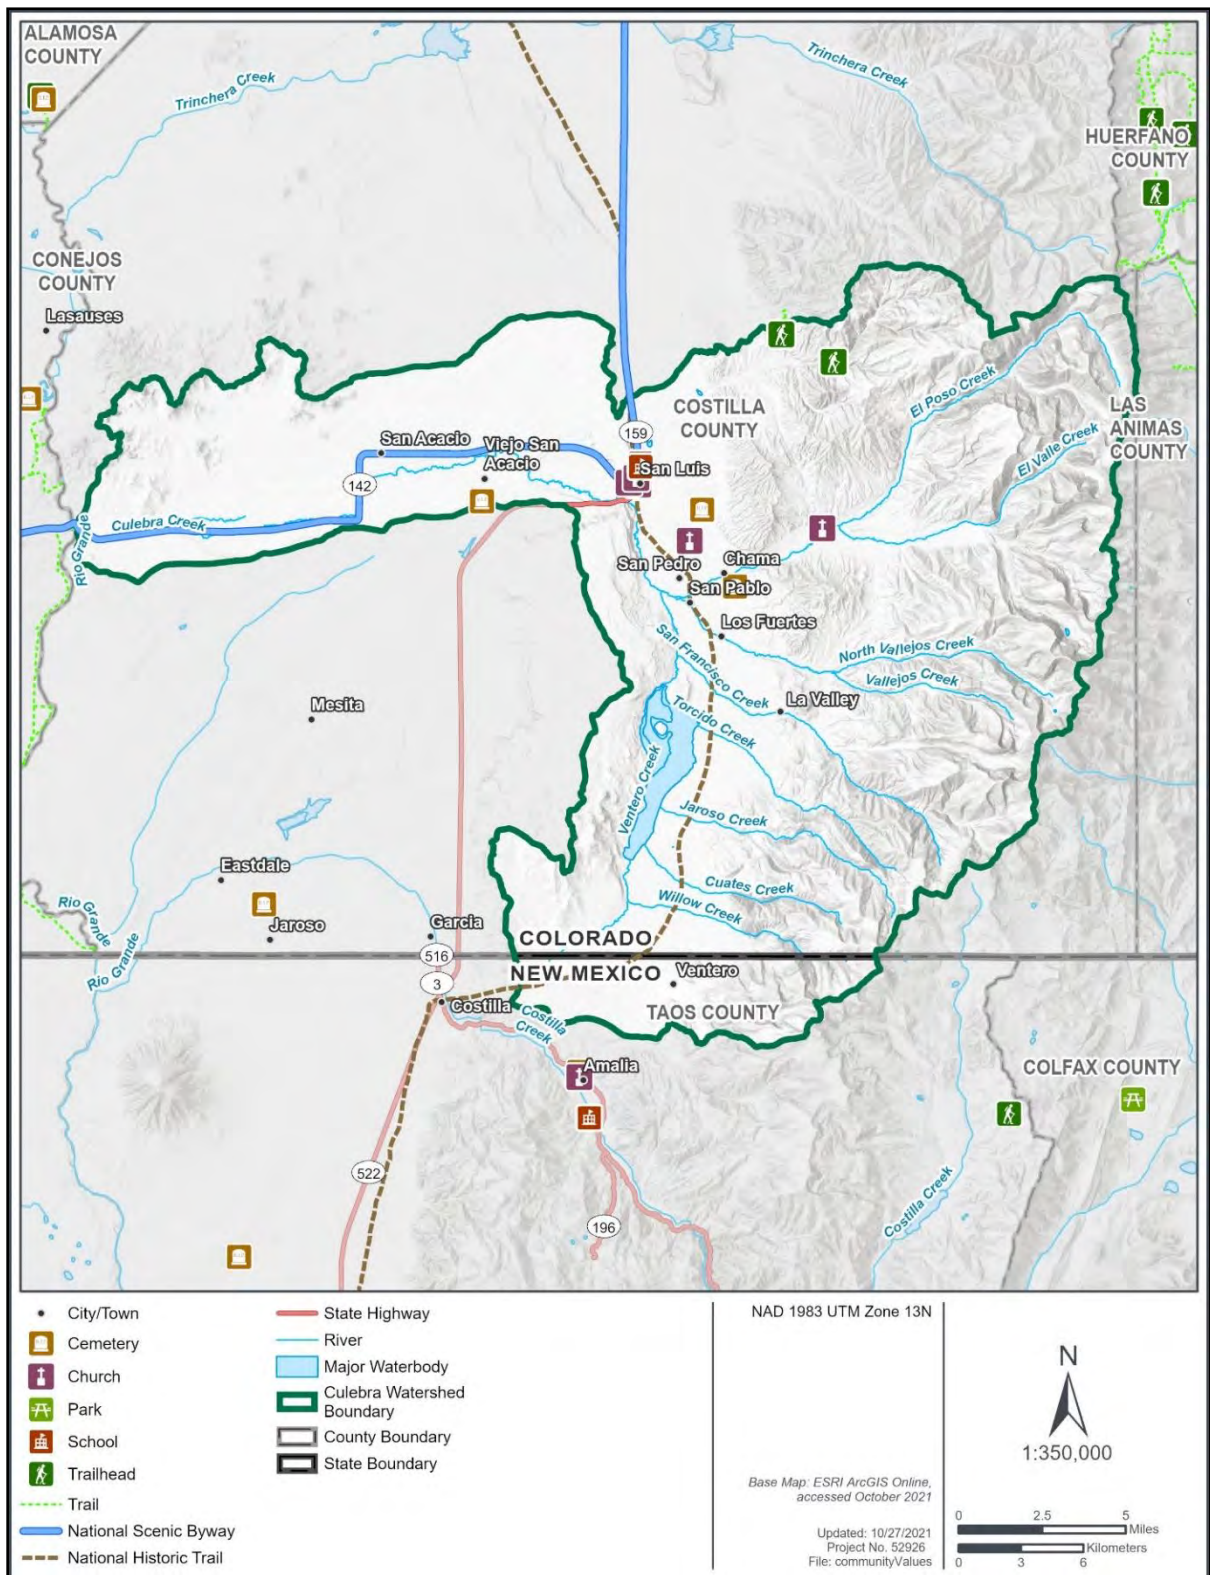 ALAMOSA
COUNTY
Trinchera Creek
Trinchera Creek
HUERFANO
COUNTY
CONEJOS
COUNTY
Lasauses
El Poso Creek
COSTILLA
COUNTY
LAS
ANIMAS
COUNTY
159
San Acacio
Viejo San
Acacio
El Valle Creek
San Luis
142
Culebra Creek
Rio Grande
San Pedro
Chama
San Pablo
Los Fuertes
San Francisco Creek
North Vallejos Creek
Vallejos Creek
La Valley
Mesita
Torcido Creek
Ventero Creek
Jaroso Creek
Eastdale
Cuates Creek
Willow Creek
Rio Grande
Jaroso
Garcia
COLORADO
516
NEW MEXICO
Ventero
Rio Grande
3
Costilla
Costilla
Creek
TAOS COUNTY
Amalia
COLFAX COUNTY
522
196
Costilla Creek
City/Town
Cemetery
Church
Park
School
Trailhead
Trail
National Scenic Byway
National Historic Trail
State Highway
River
Major Waterbody
Culebra Watershed
Boundary
County Boundary
State Boundary
NAD 1983 UTM Zone 13N
Base Map: ESRI ArcGIS Online,
accessed October 2021
Updated: 10/27/2021
Project No. 52926
File: communityValues
N
1:350,000
0 2.5 5
Miles
Kilometers
0 3 6